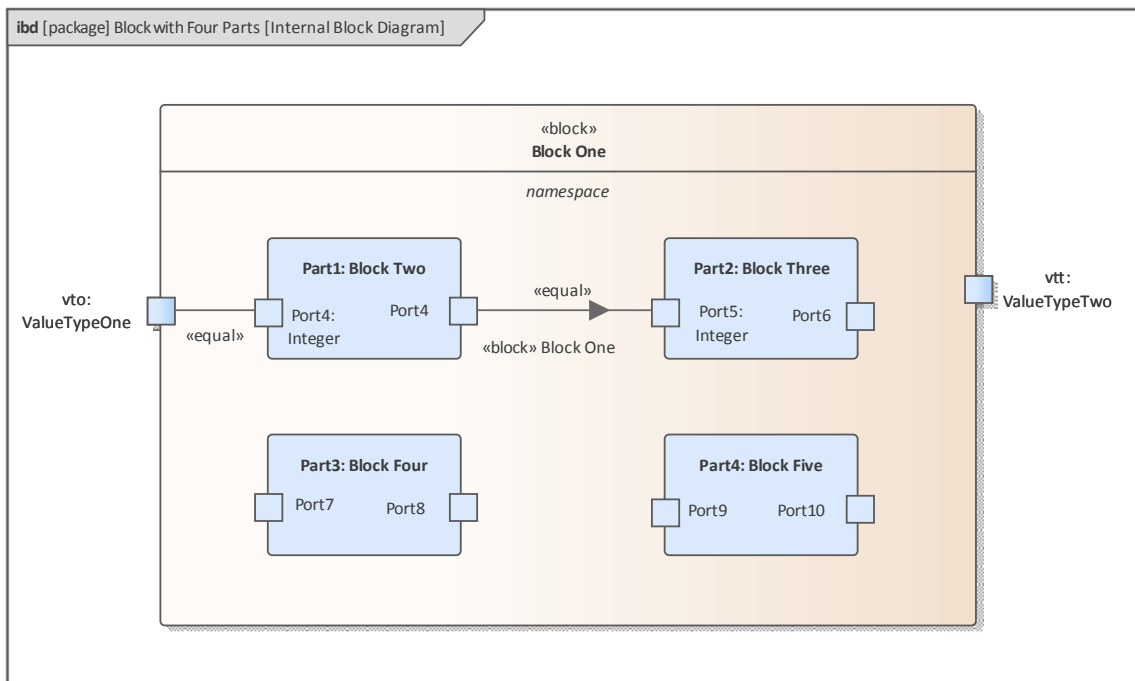 ibd [package] Block with Four Parts [Internal Block Diagram]
«block»
Block One
namespace
Part1: Block Two
Part2: Block Three
vto:
ValueTypeOne
«equal»
Port4:
Integer
Port4
«equal»
«block» Block One
Port5:
Integer
Port6
vtt:
ValueTypeTwo
Part3: Block Four
Part4: Block Five
Port7
Port8
Port9
Port10